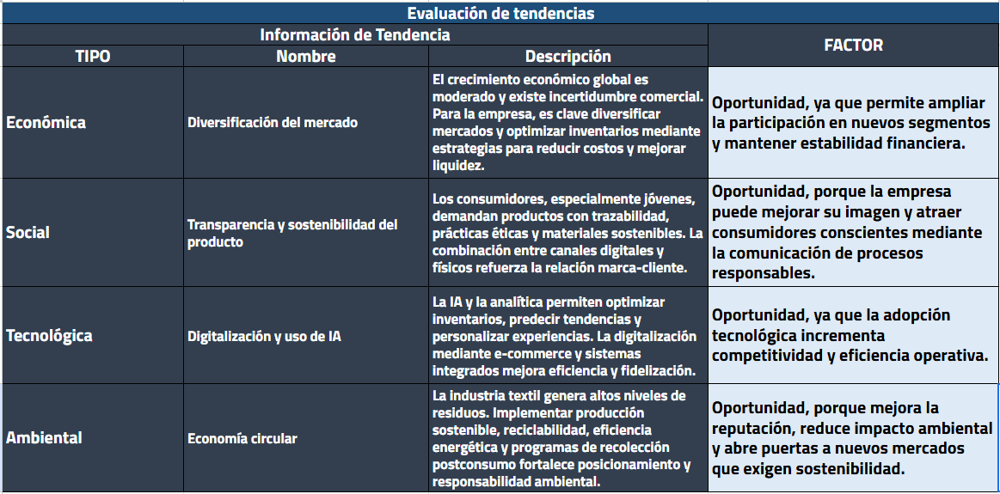 Evaluación de tendencias
Información de Tendencia
FACTOR
TIPO
Nombre
Descripción
Económica
Diversificación del mercado
El crecimiento económico global es
moderado y existe incertidumbre comercial.
Para la empresa, es clave diversificar
mercados y optimizar inventarios mediante
estrategias para reducir costos y mejorar
liquidez.
Oportunidad, ya que permite ampliar
la participación en nuevos segmentos
y mantener estabilidad financiera.
Social
Transparencia y sostenibilidad del
producto
Los consumidores, especialmente jóvenes,
demandan productos con trazabilidad,
prácticas éticas y materiales sostenibles. La
combinación entre canales digitales y
físicos refuerza la relación marca-cliente.
Oportunidad, porque la empresa
puede mejorar su imagen y atraer
consumidores conscientes mediante
la comunicación de procesos
responsables.
Tecnológica
Digitalización y uso de IA
La IA y la analítica permiten optimizar
inventarios, predecir tendencias y
personalizar experiencias. La digitalización
mediante e-commerce y sistemas
integrados mejora eficiencia y fidelización.
Oportunidad, ya que la adopción
tecnológica incrementa
competitividad y eficiencia operativa.
Ambiental
Economía circular
La industria textil genera altos niveles de
residuos. Implementar producción
sostenible, reciclabilidad, eficiencia
energética y programas de recolección
postconsumo fortalece posicionamiento y
responsabilidad ambiental.
Oportunidad, porque mejora la
reputación, reduce impacto ambiental
y abre puertas a nuevos mercados
que exigen sostenibilidad.